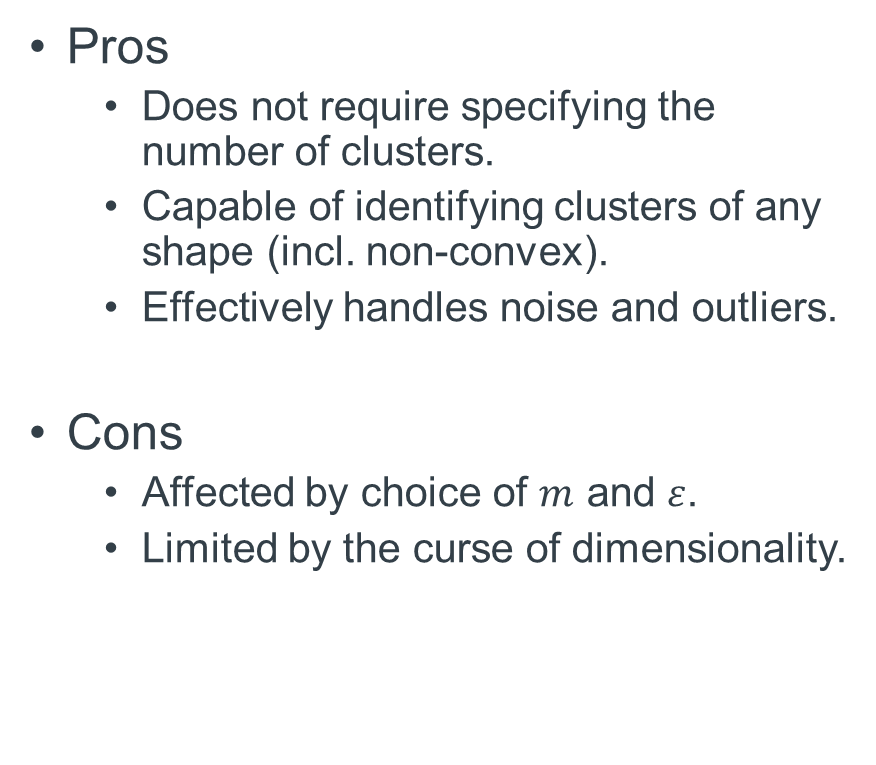 • Pros
• Does not require specifying the
number of clusters.
• Capable of identifying clusters of any
shape (incl. non-convex).
• Effectively handles noise and outliers.
• Cons
• Affected by choice of 𝑚 and 𝜀.
• Limited by the curse of dimensionality.